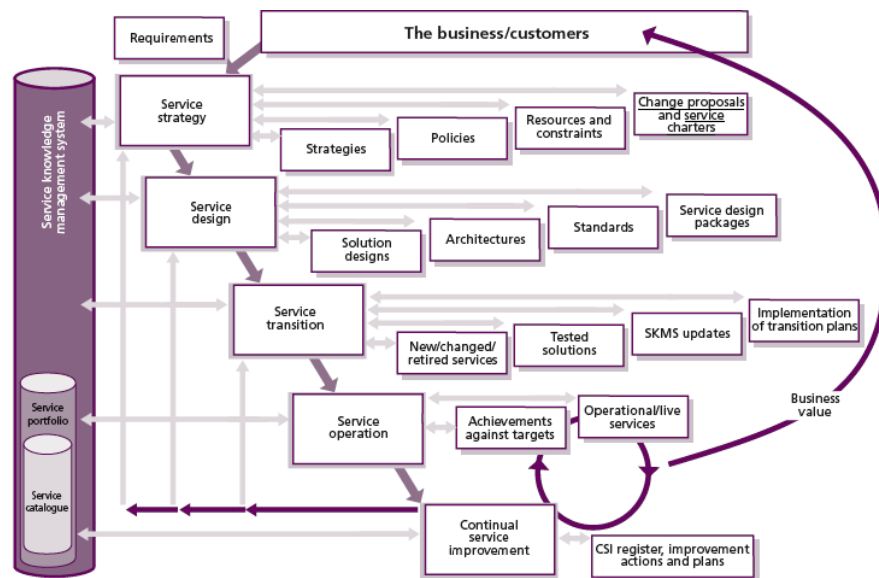 Requirements
The business/customers
Service knowledge
management system
Service
strategy
Strategies
Policies
Resources and
constraints
Change proposals
and service
charters
Service
design
Solution
designs
Architectures
Standards
Service design
packages
Service
transition
New/changed/
retired services
Tested
solutions
SKMS updates
Implementation
of transition plans
Service
portfolio
Service
catalogue
Service
operation
Achievements
against targets
Operational/live
services
Business
value
Continual
service
improvement
CSI register, improvement
actions and plans